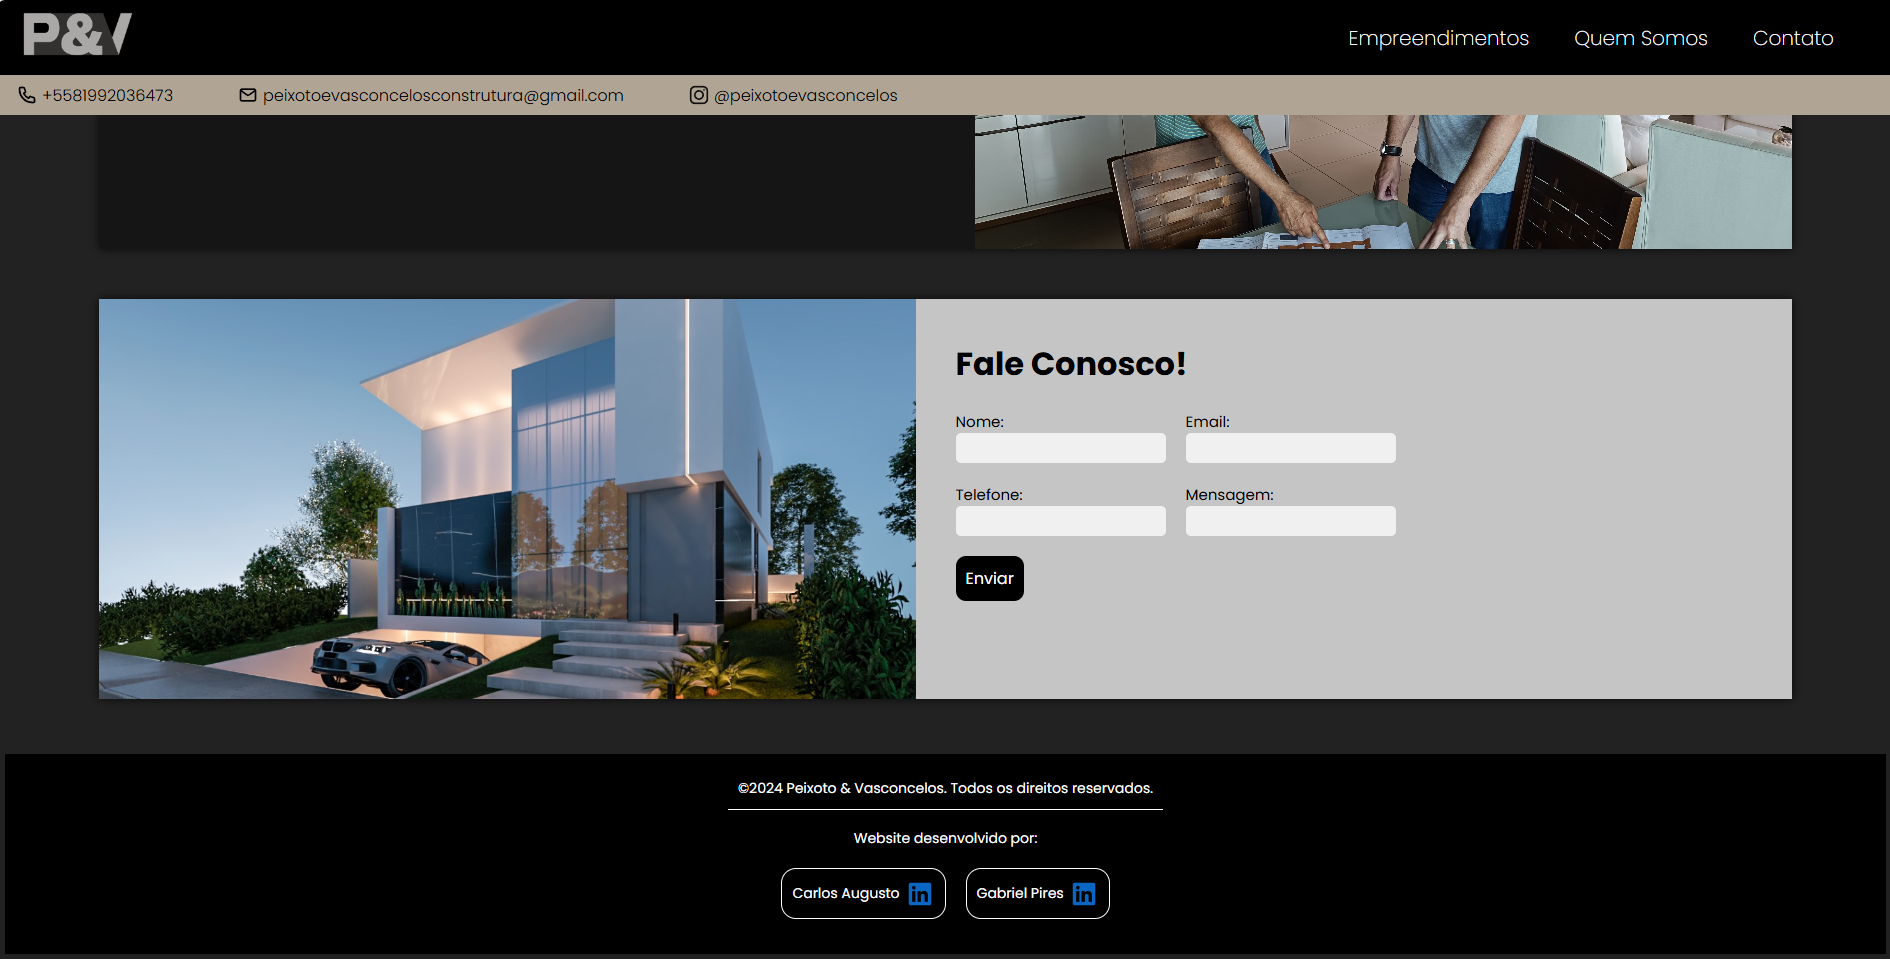 P&V
Empreendimentos Quem Somos Contato
+5581992036473 peixotoevasconcelosconstrutura@gmail.com @peixotoevasconcelos
Fale Conosco!
Nome: Email:
Telefone: Mensagem:
Enviar
©2024 Peixoto & Vasconcelos. Todos os direitos reservados.
Website desenvolvido por:
Carlos Augusto in Gabriel Pires in